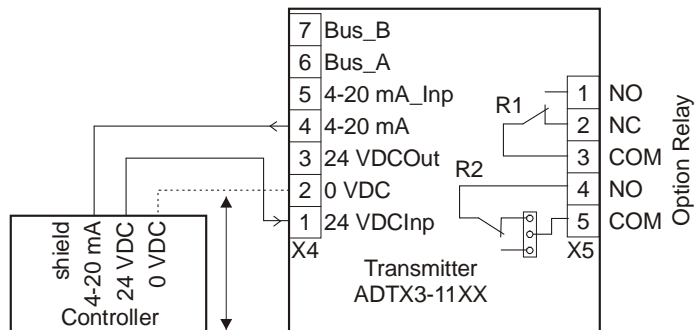 7 Bus_B
6 Bus_A
5 4-20 mA_Inp
4 4-20 mA
3 24 VDCOut
2 0 VDC
1 24 VDCInp
X4
R1
R2
1 NO
2 NC
3 COM
4 NO
5 COM
X5
Option Relay
Transmitter
ADTX3-11XX
shield
4-20 mA
24 VDC
0 VDC
Controller